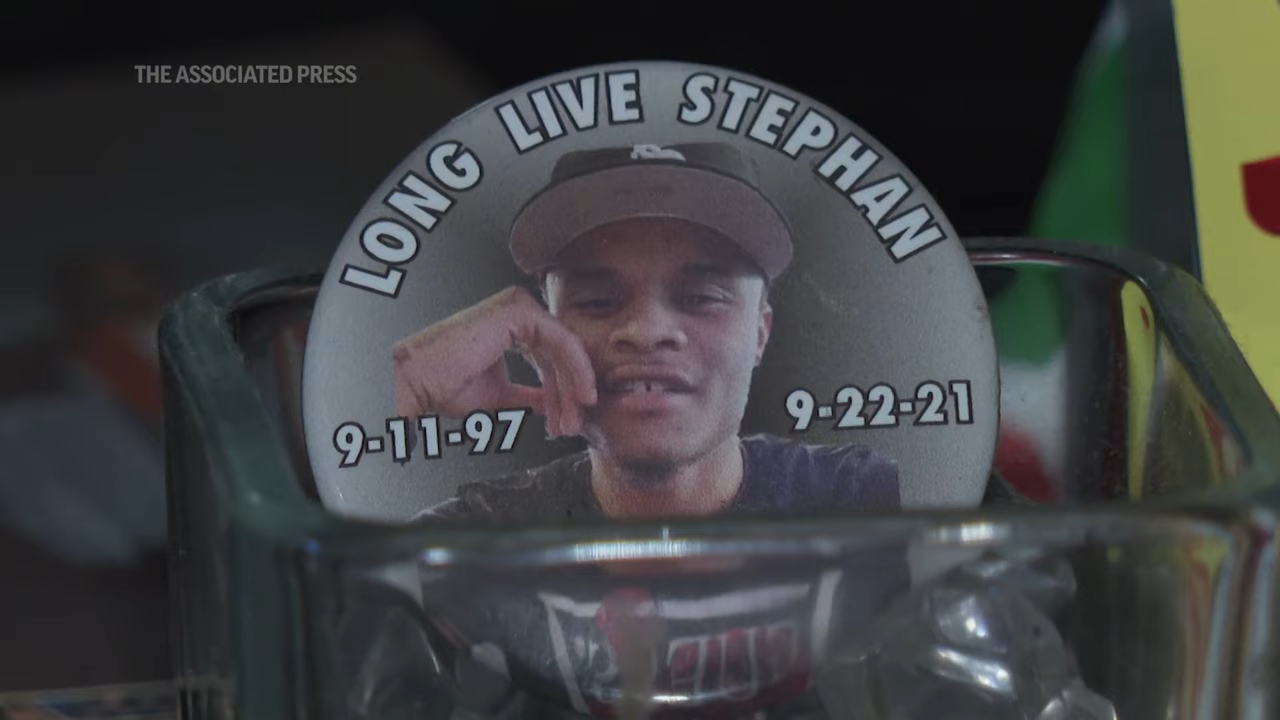 THE ASSOCIATED PRESS
LONG LIVE STEPHAN
9-11-97
9-22-21